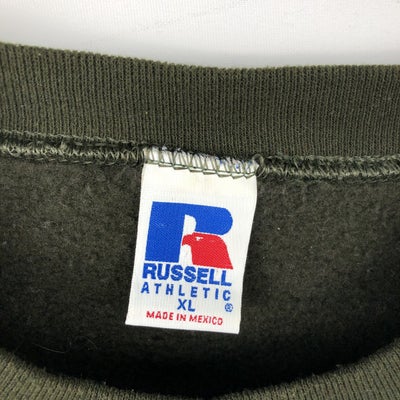 R
RUSSELL
ATHLETIC
XL ®
MADE IN MEXICO